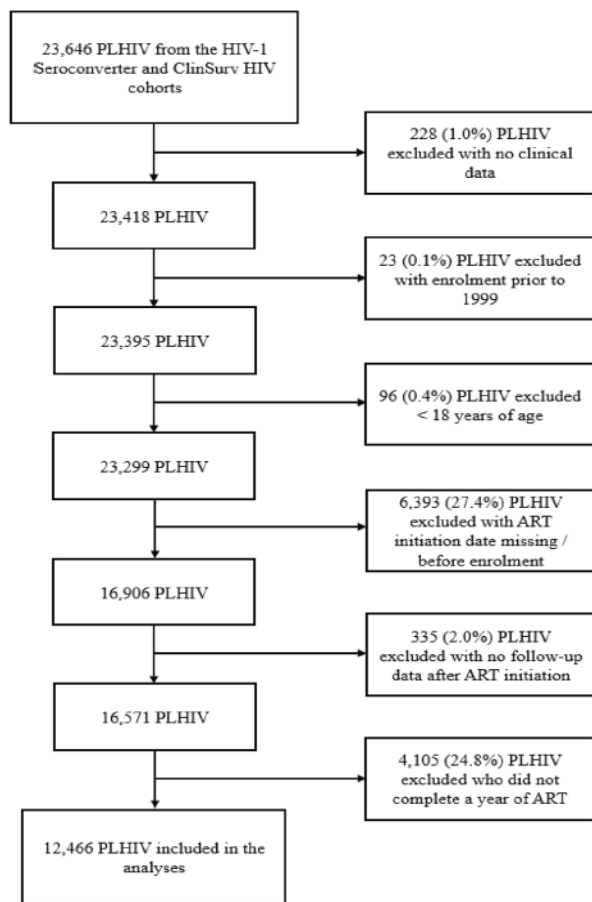 23,646 PLHIV from the HIV-1
Seroconverter and ClinSurv HIV
cohorts
228 (1.0%) PLHIV
excluded with no clinical
data
23,418 PLHIV
23 (0.1%) PLHIV excluded
with enrolment prior to
1999
23,395 PLHIV
96 (0.4%) PLHIV excluded
< 18 years of age
23,299 PLHIV
6,393 (27.4%) PLHIV
excluded with ART
initiation date missing /
before enrolment
16,906 PLHIV
335 (2.0%) PLHIV
excluded with no follow-up
data after ART initiation
16,571 PLHIV
4,105 (24.8%) PLHIV
excluded who did not
complete a year of ART
12,466 PLHIV included in the
analyses